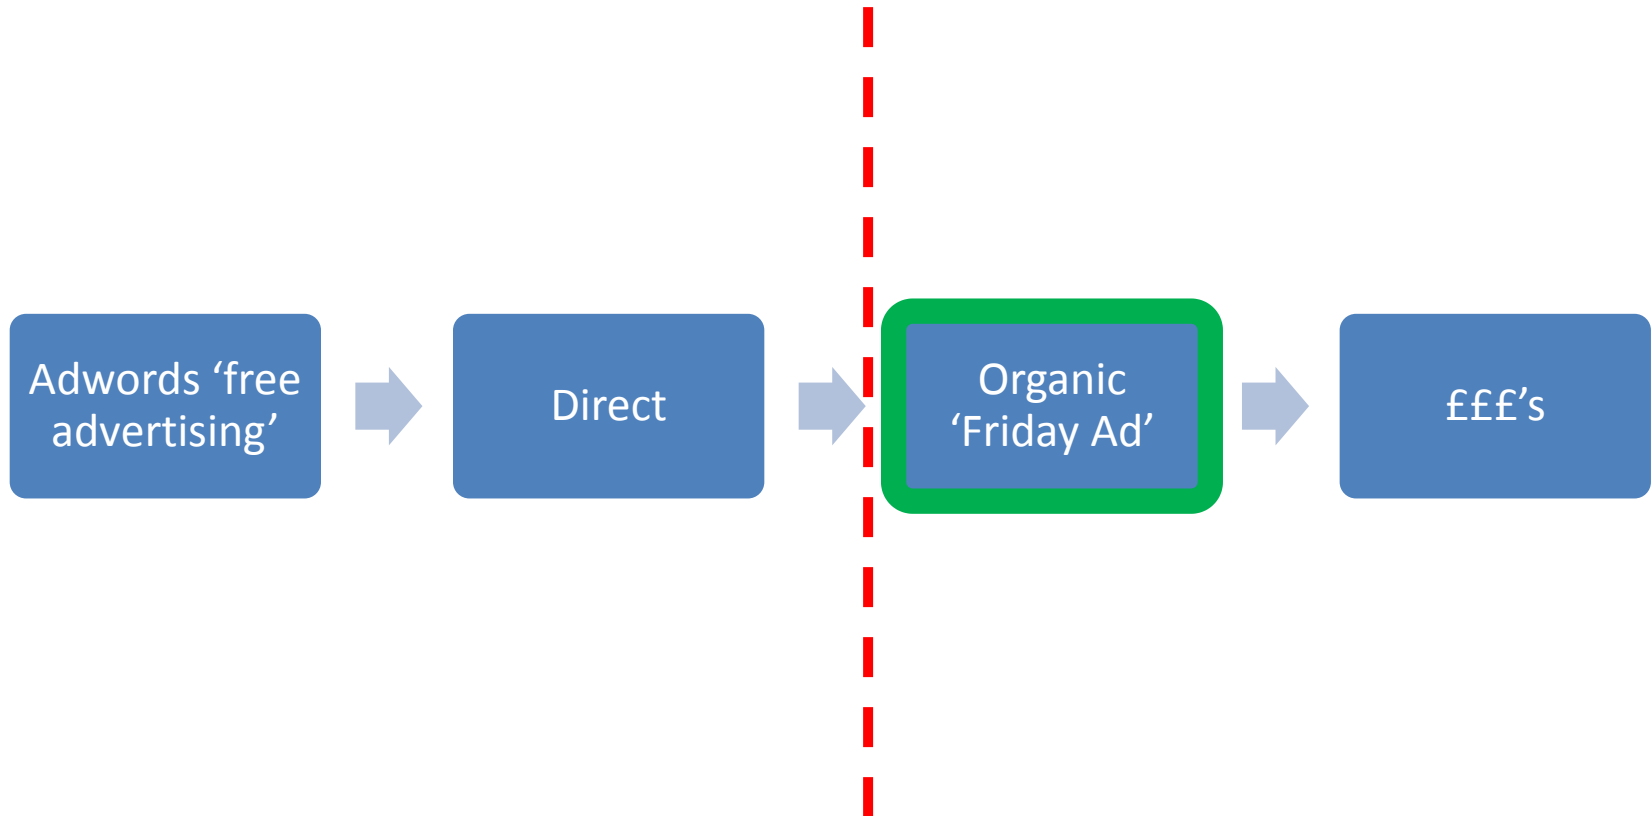 Adwords ‘free
advertising’
Direct
Organic
‘Friday Ad’
£££’s